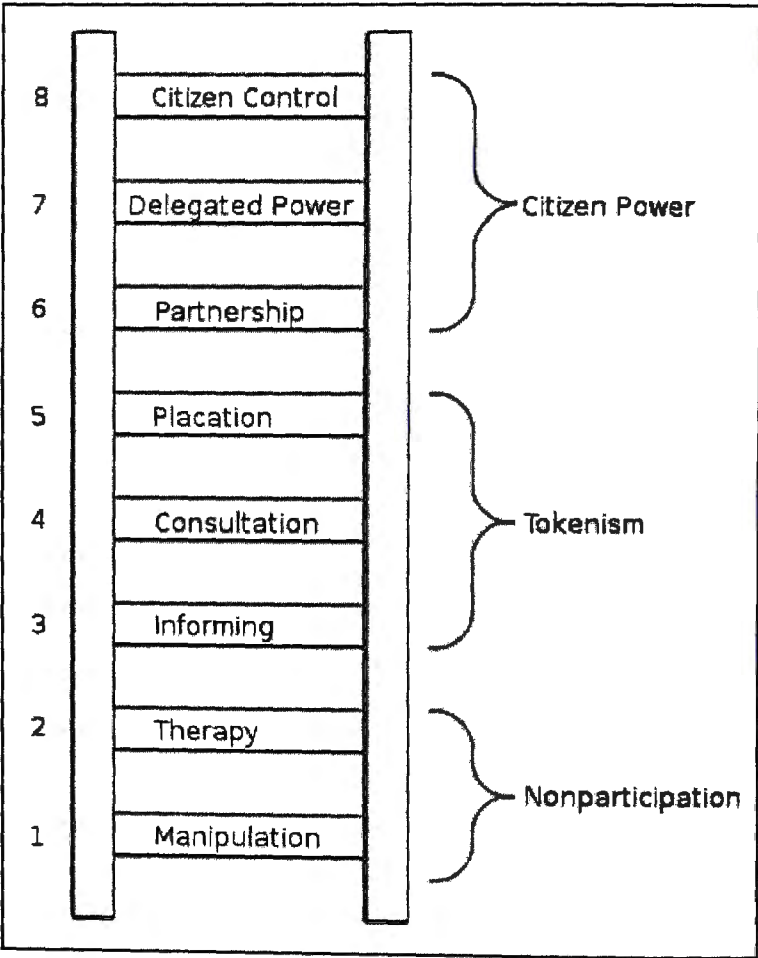 8 Citizen Control
7 Delegated Power
Citizen Power
6 Partnership
5 Placation
4 Consultation
Tokenism
3 Informing
2 Therapy
Nonparticipation
1 Manipulation